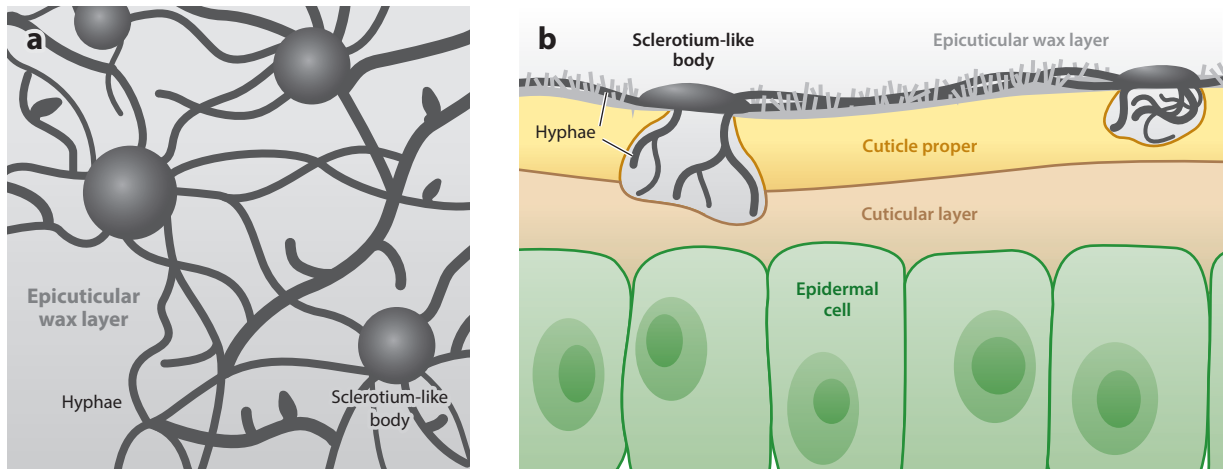 a
Epicuticular
wax layer
Hyphae
Sclerotium-like
body
b
Sclerotium-like
body
Epicuticular wax layer
Hyphae
Cuticle proper
Cuticular layer
Epidermal
cell